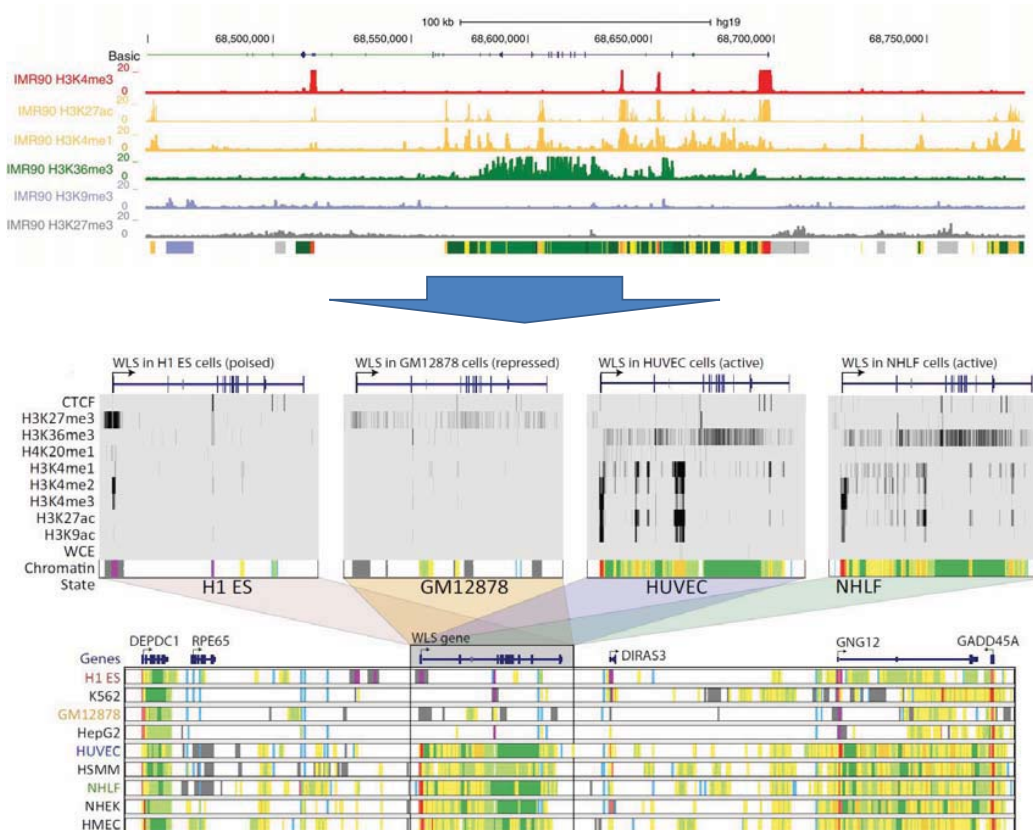 100 kb hg19
68,500,000 68,550,000 68,600,000 68,650,000 68,700,000 68,750,000
Basic
20
IMR90 H3K4me3
0
20
IMR90 H3K27ac
0
20
IMR90 H3K4me1
0
20
IMR90 H3K36me3
0
20
IMR90 H3K9me3
0
20
IMR90 H3K27me3
0
WLS in H1 ES cells (poised) WLS in GM12878 cells (repressed) WLS in HUVEC cells (active) WLS in NHLF cells (active)
CTCF
H3K27me3
H3K36me3
H4K20me1
H3K4me1
H3K4me2
H3K4me3
H3K27ac
H3K9ac
WCE
Chromatin
State
H1 ES GM12878 HUVEC NHLF
DEPDC1 RPE65 WLS gene DIRAS3 GNG12 GADD45A
Genes
H1 ES
K562
GM12878
HepG2
HUVEC
HSMM
NHLF
NHEK
HMEC